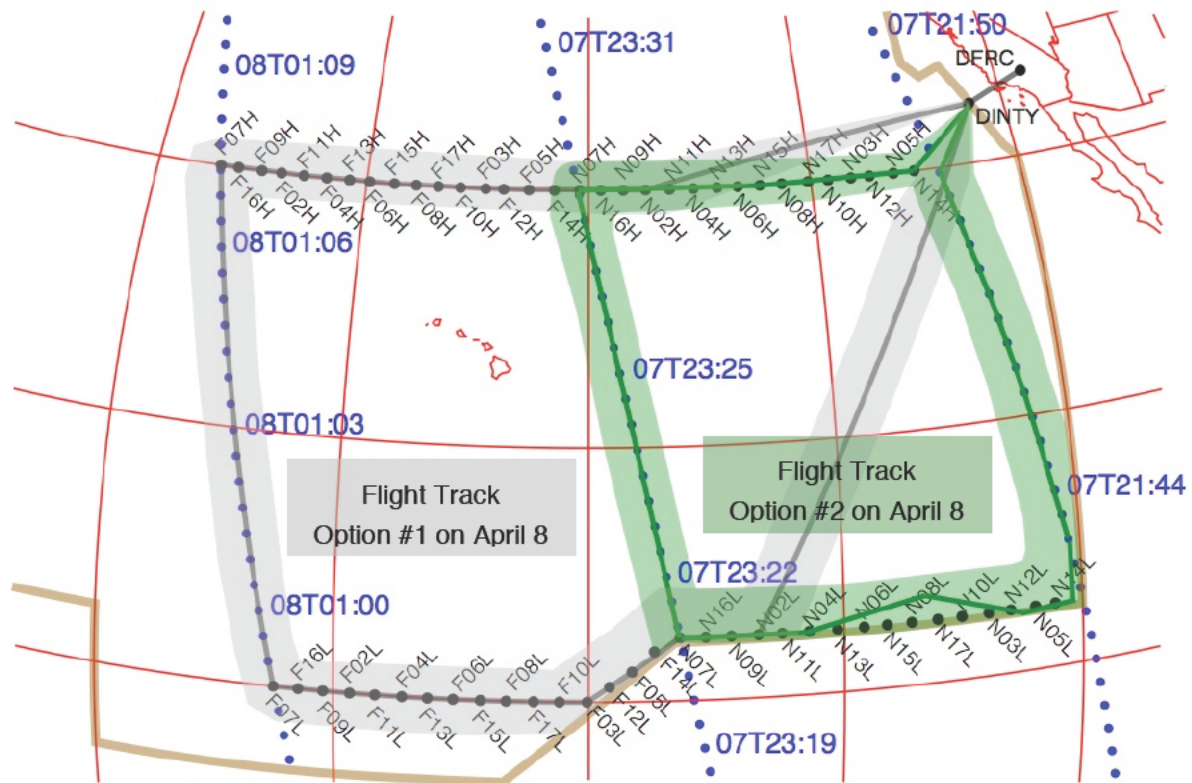 07T21:50
07T23:31
DFRC
08T01:09
DINTY
F07H
F09H
F11H
F13H
F15H
F17H
F03H
F05H
N07H
N09H
N11H
N13H
N15H
N17H
N03H
N05H
F16H
F02H
F04H
F06H
F08H
F10H
F12H
F14H
N16H
N02H
N04H
N06H
N08H
N10H
N12H
N14H
08T01:06
07T23:25
08T01:03
Flight Track
Option #1 on April 8
Flight Track
Option #2 on April 8
07T21:44
07T23:22
08T01:00
N16L
N02L
N04L
N06L
N08L
N10L
N12L
N14L
N07L
N09L
N11L
N13L
N15L
N17L
N03L
N05L
F16L
F02L
F04L
F06L
F08L
F10L
F12L
F14L
F07L
F09L
F11L
F13L
F15L
F17L
F03L
F05L
07T23:19